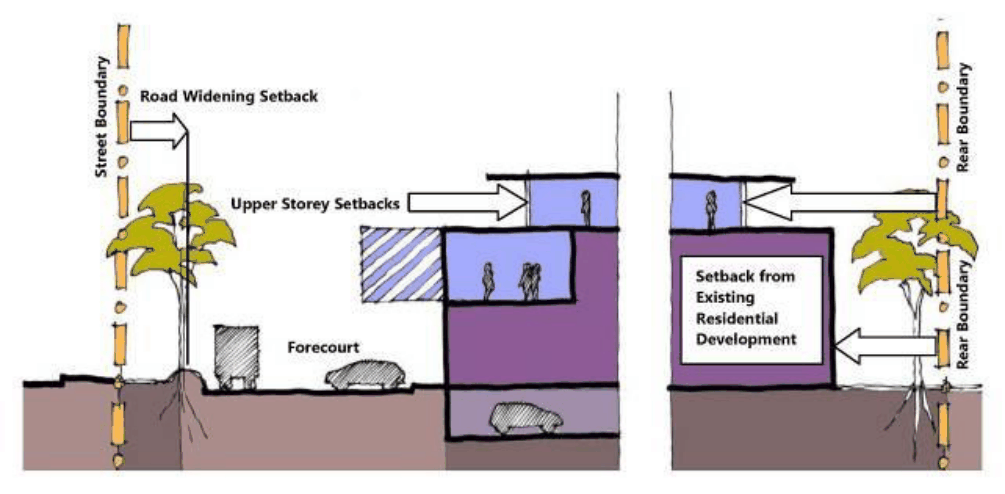 Street Boundary
Road Widening Setback
Upper Storey Setbacks
Forecourt
Setback from
Existing
Residential
Development
Rear Boundary
Rear Boundary